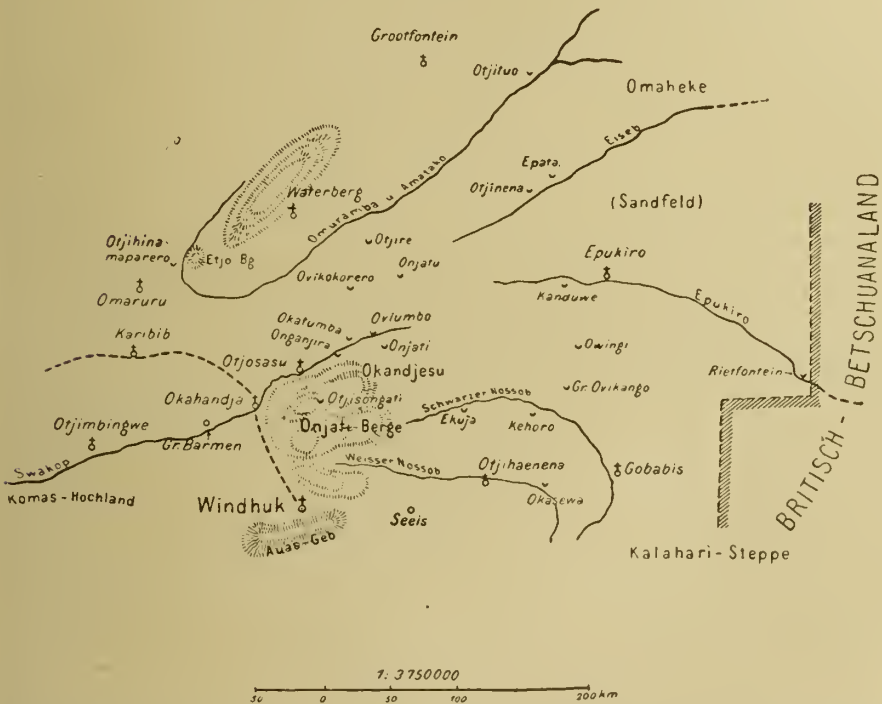 Grootfontein
Otjituo
Omaheke
Eiseb
Epata.
Otjinena
Waterberg
Omuramba u. Amatako
(Sandfeld)
BRITISCH-BETSCHUANALAND
Otjihina-
maparero
Etjo Bg
Otjire
Onjatu
Ovikokorero
Epukiro
Kanduwe
Epukiro
Omaruru
Karibib
Okatumba
Onganjira
Oviumbo
Onjati
Owingi
Rietfontein
Otjosasu
Okandjesu
Okahandja
Otjisongati
Schwarzer Nossob
Gr. Ovikango
Otjimbingwe
Onjati-Berge
Ekuja
Kehoro
Gr. Barmen
Swakop
Weisser Nossob
Otjihaenena
Gobabis
Komas-Hochland
Okasewa
Windhuk
Seeis
Auas-Geb
Kalahari-Steppe
1:3750000
50 0 50 100 200 km